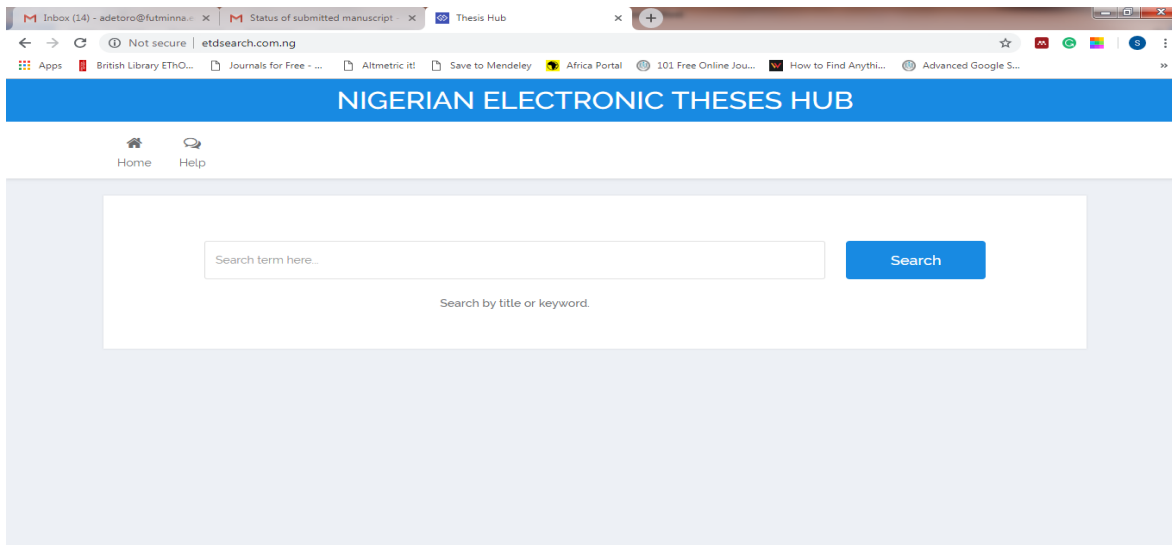 Inbox (14) - adetoro@futminna.e
Status of submitted manuscript -
Thesis Hub
Not secure | etdsearch.com.ng
S
Apps British Library EThO... Journals for Free - ... Altmetric it! Save to Mendeley Africa Portal 101 Free Online Jou... How to Find Anythi... Advanced Google S... »
NIGERIAN ELECTRONIC THESES HUB
Home Help
Search term here... Search
Search by title or keyword.